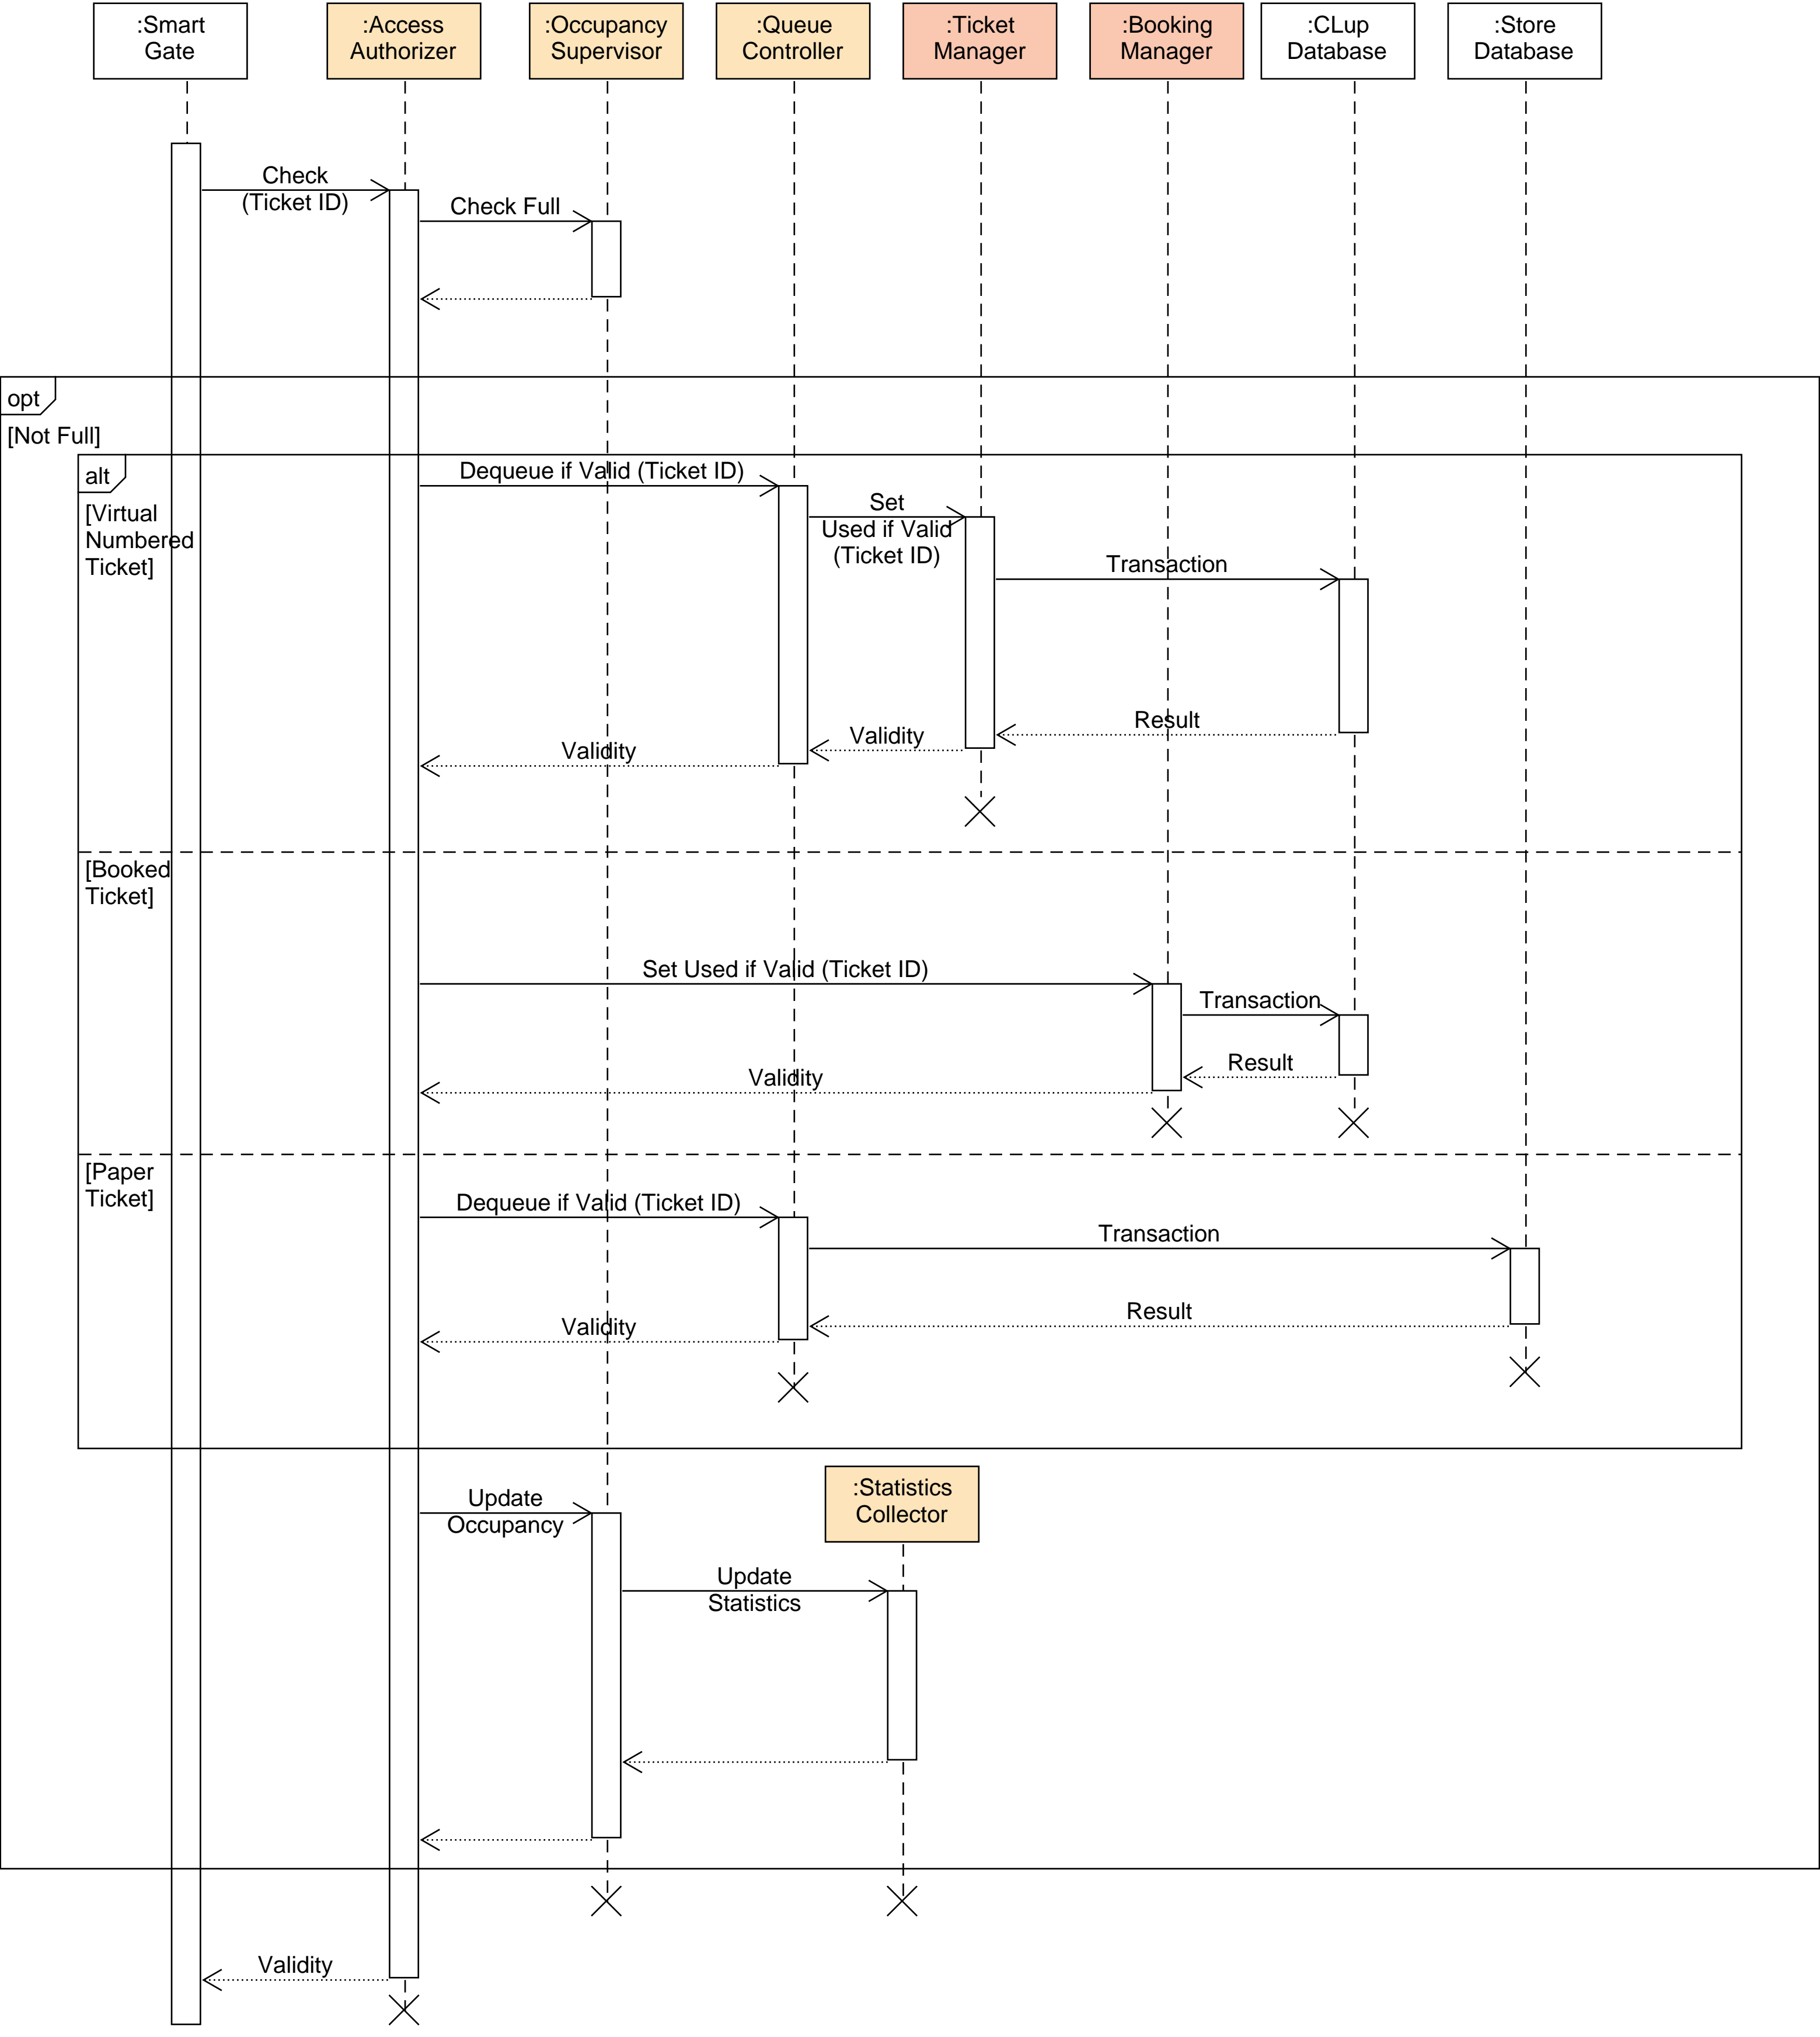 :Smart
Gate
:Access
Authorizer
:Occupancy
Supervisor
:Queue
Controller
:Ticket
Manager
:Booking
Manager
:CLup
Database
:Store
Database
Check
(Ticket ID)
Check Full
opt
[Not Full]
alt
[Virtual
Numbered
Ticket]
Dequeue if Valid (Ticket ID)
Set
Used if Valid
(Ticket ID)
Transaction
Result
Validity
Validity
[Booked
Ticket]
Set Used if Valid (Ticket ID)
Transaction
Result
Validity
[Paper
Ticket]
Dequeue if Valid (Ticket ID)
Transaction
Result
Validity
:Statistics
Collector
Update
Occupancy
Update
Statistics
Validity